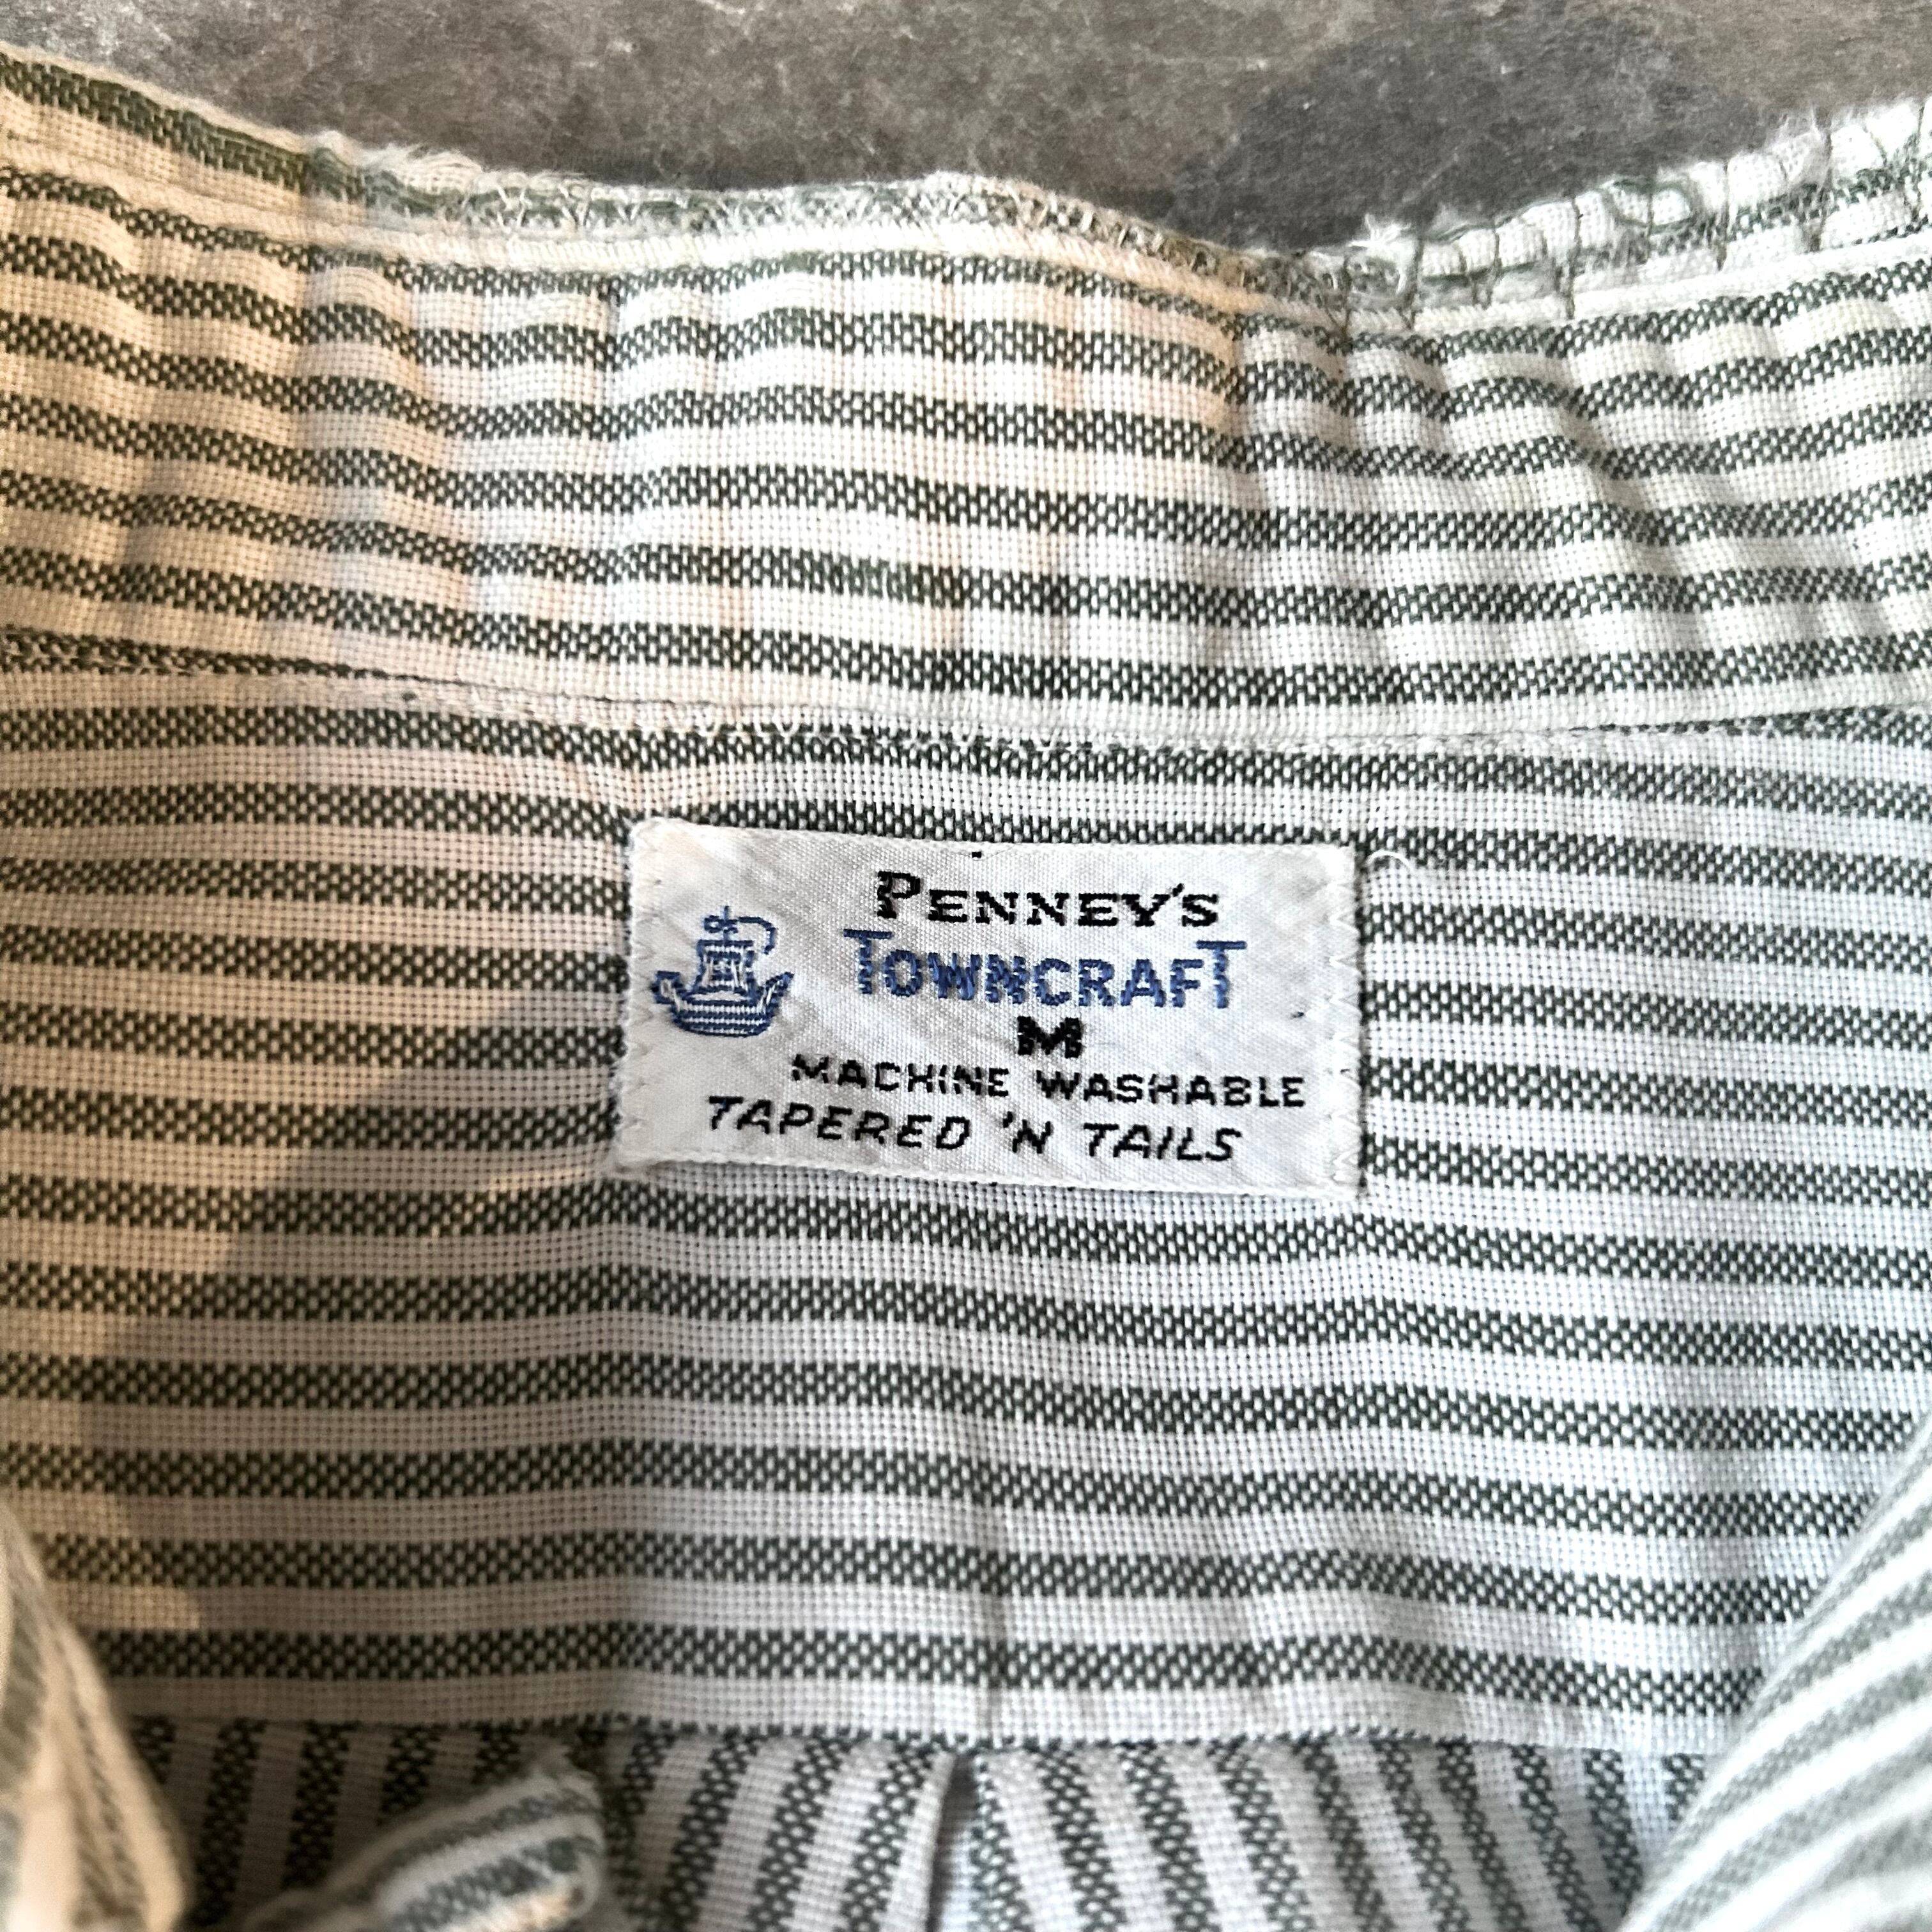 PENNEY'S
TOWNCRAFT
M
MACHINE WASHABLE
TAPERED 'N TAILS